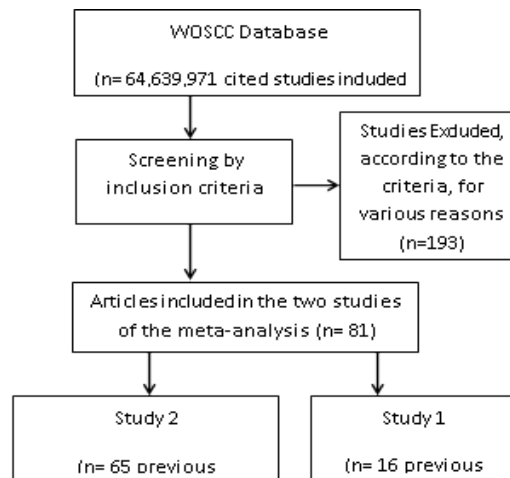 WOSCC Database
(n= 64,639,971 cited studies included
Screening by
inclusion criteria
Studies Excluded,
according to the
criteria, for
various reasons
(n=193)
Articles included in the two studies
of the meta-analysis (n= 81)
Study 2
(n= 65 previous
Study 1
(n= 16 previous